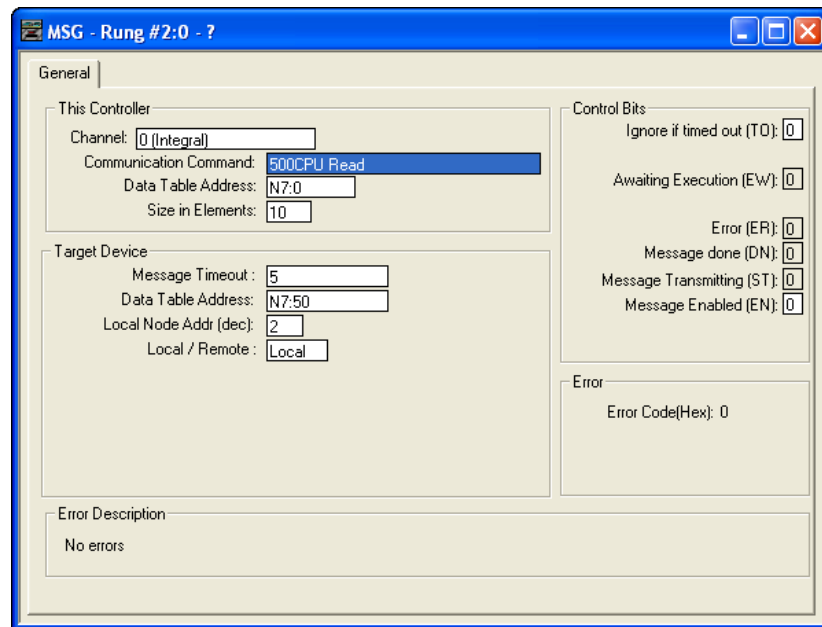 MSG - Rung #2:0 - ?
General
This Controller
Channel: 0 (Integral)
Communication Command: 500CPU Read
Data Table Address: N7:0
Size in Elements: 10
Target Device
Message Timeout : 5
Data Table Address: N7:50
Local Node Addr (dec): 2
Local / Remote : Local
Control Bits
Ignore if timed out (TO): 0
Awaiting Execution (EW): 0
Error (ER): 0
Message done (DN): 0
Message Transmitting (ST): 0
Message Enabled (EN): 0
Error
Error Code(Hex): 0
Error Description
No errors